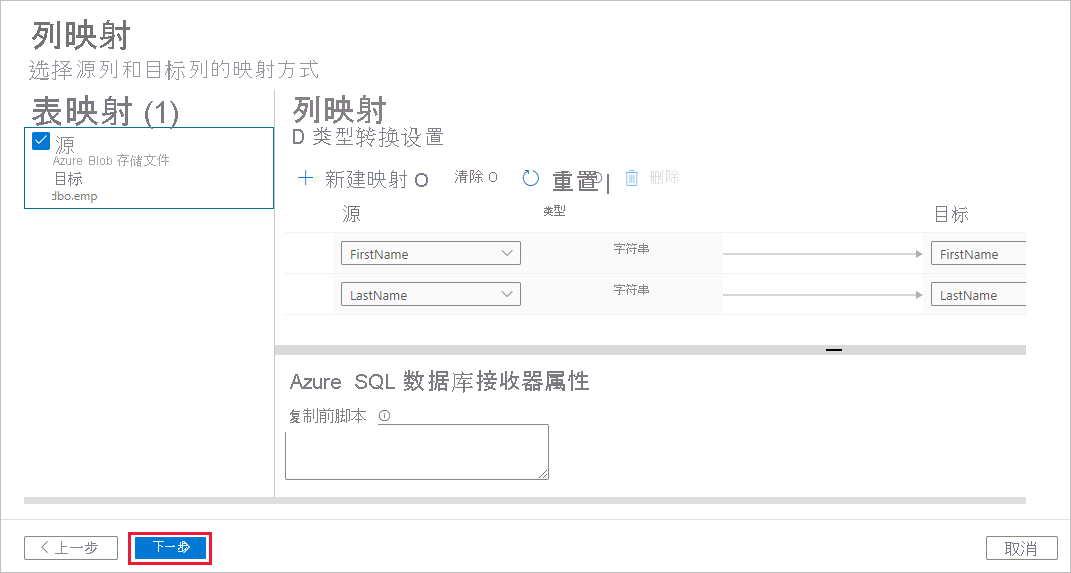 列映射
选择源列和目标列的映射方式
表映射 (1)
源
Azure Blob 存储文件
目标
dbo.emp
列映射
D 类型转换设置
+ 新建映射 O 清除 O 重置 | 删除
源 类型 目标
FirstName 字符串 FirstName
LastName 字符串 LastName
Azure SQL 数据库接收器属性
复制前脚本
上一步 下一步 取消